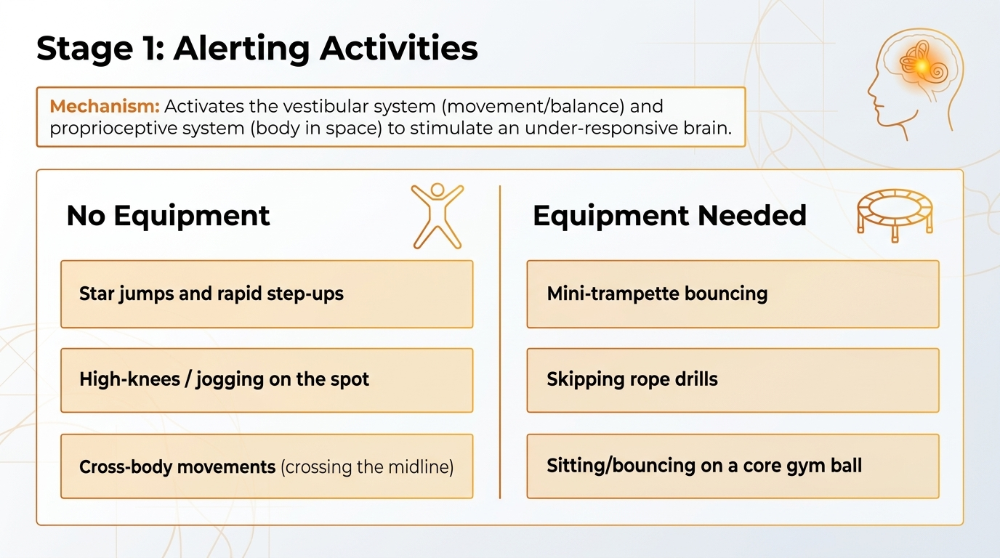 Stage 1: Alerting Activities
Mechanism: Activates the vestibular system (movement/balance) and
proprioceptive system (body in space) to stimulate an under-responsive brain.
No Equipment
Star jumps and rapid step-ups
High-knees / jogging on the spot
Cross-body movements (crossing the midline)
Equipment Needed
Mini-trampette bouncing
Skipping rope drills
Sitting/bouncing on a core gym ball